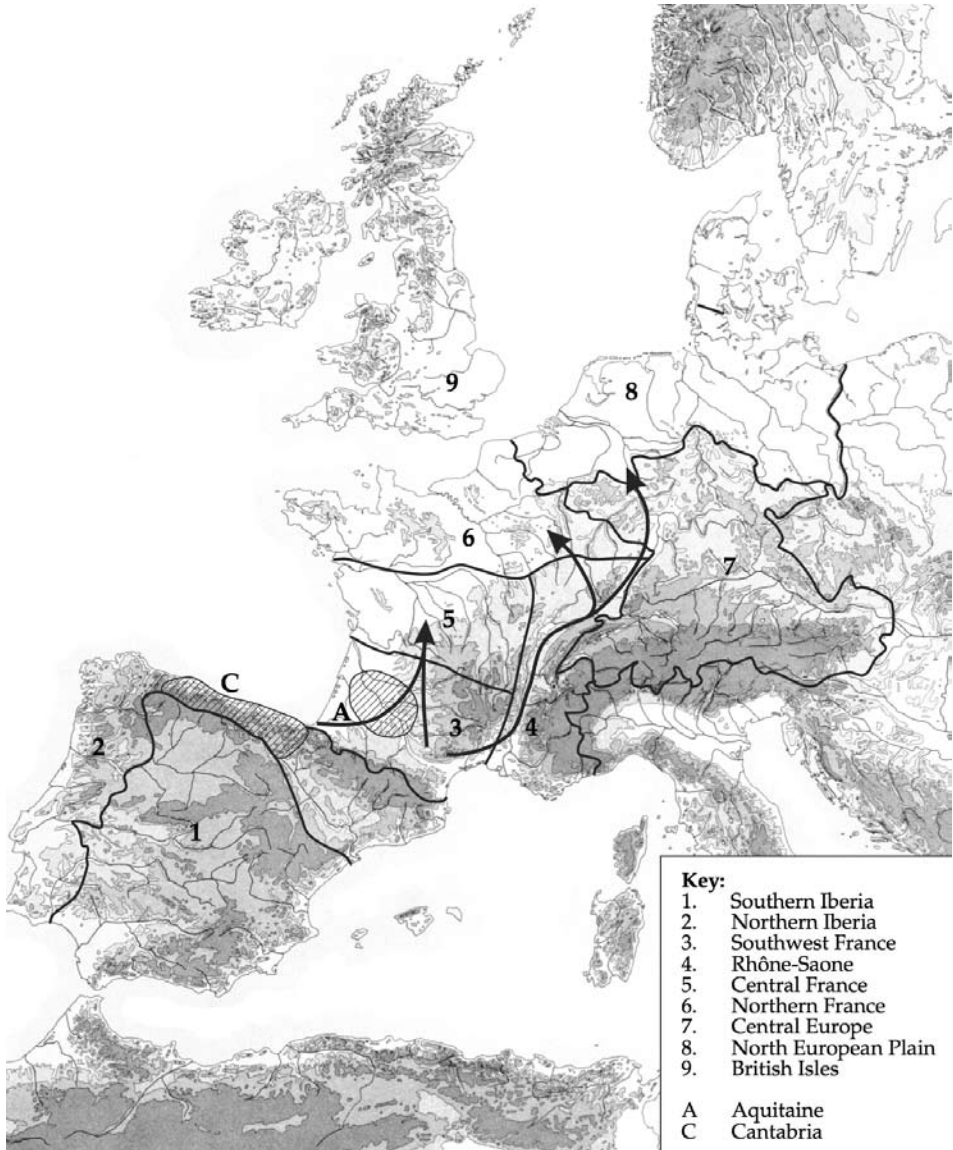 9
8
6
7
5
C
A
2
3
4
1
Key:
1. Southern Iberia
2. Northern Iberia
3. Southwest France
4. Rhône-Saone
5. Central France
6. Northern France
7. Central Europe
8. North European Plain
9. British Isles
A Aquitaine
C Cantabria